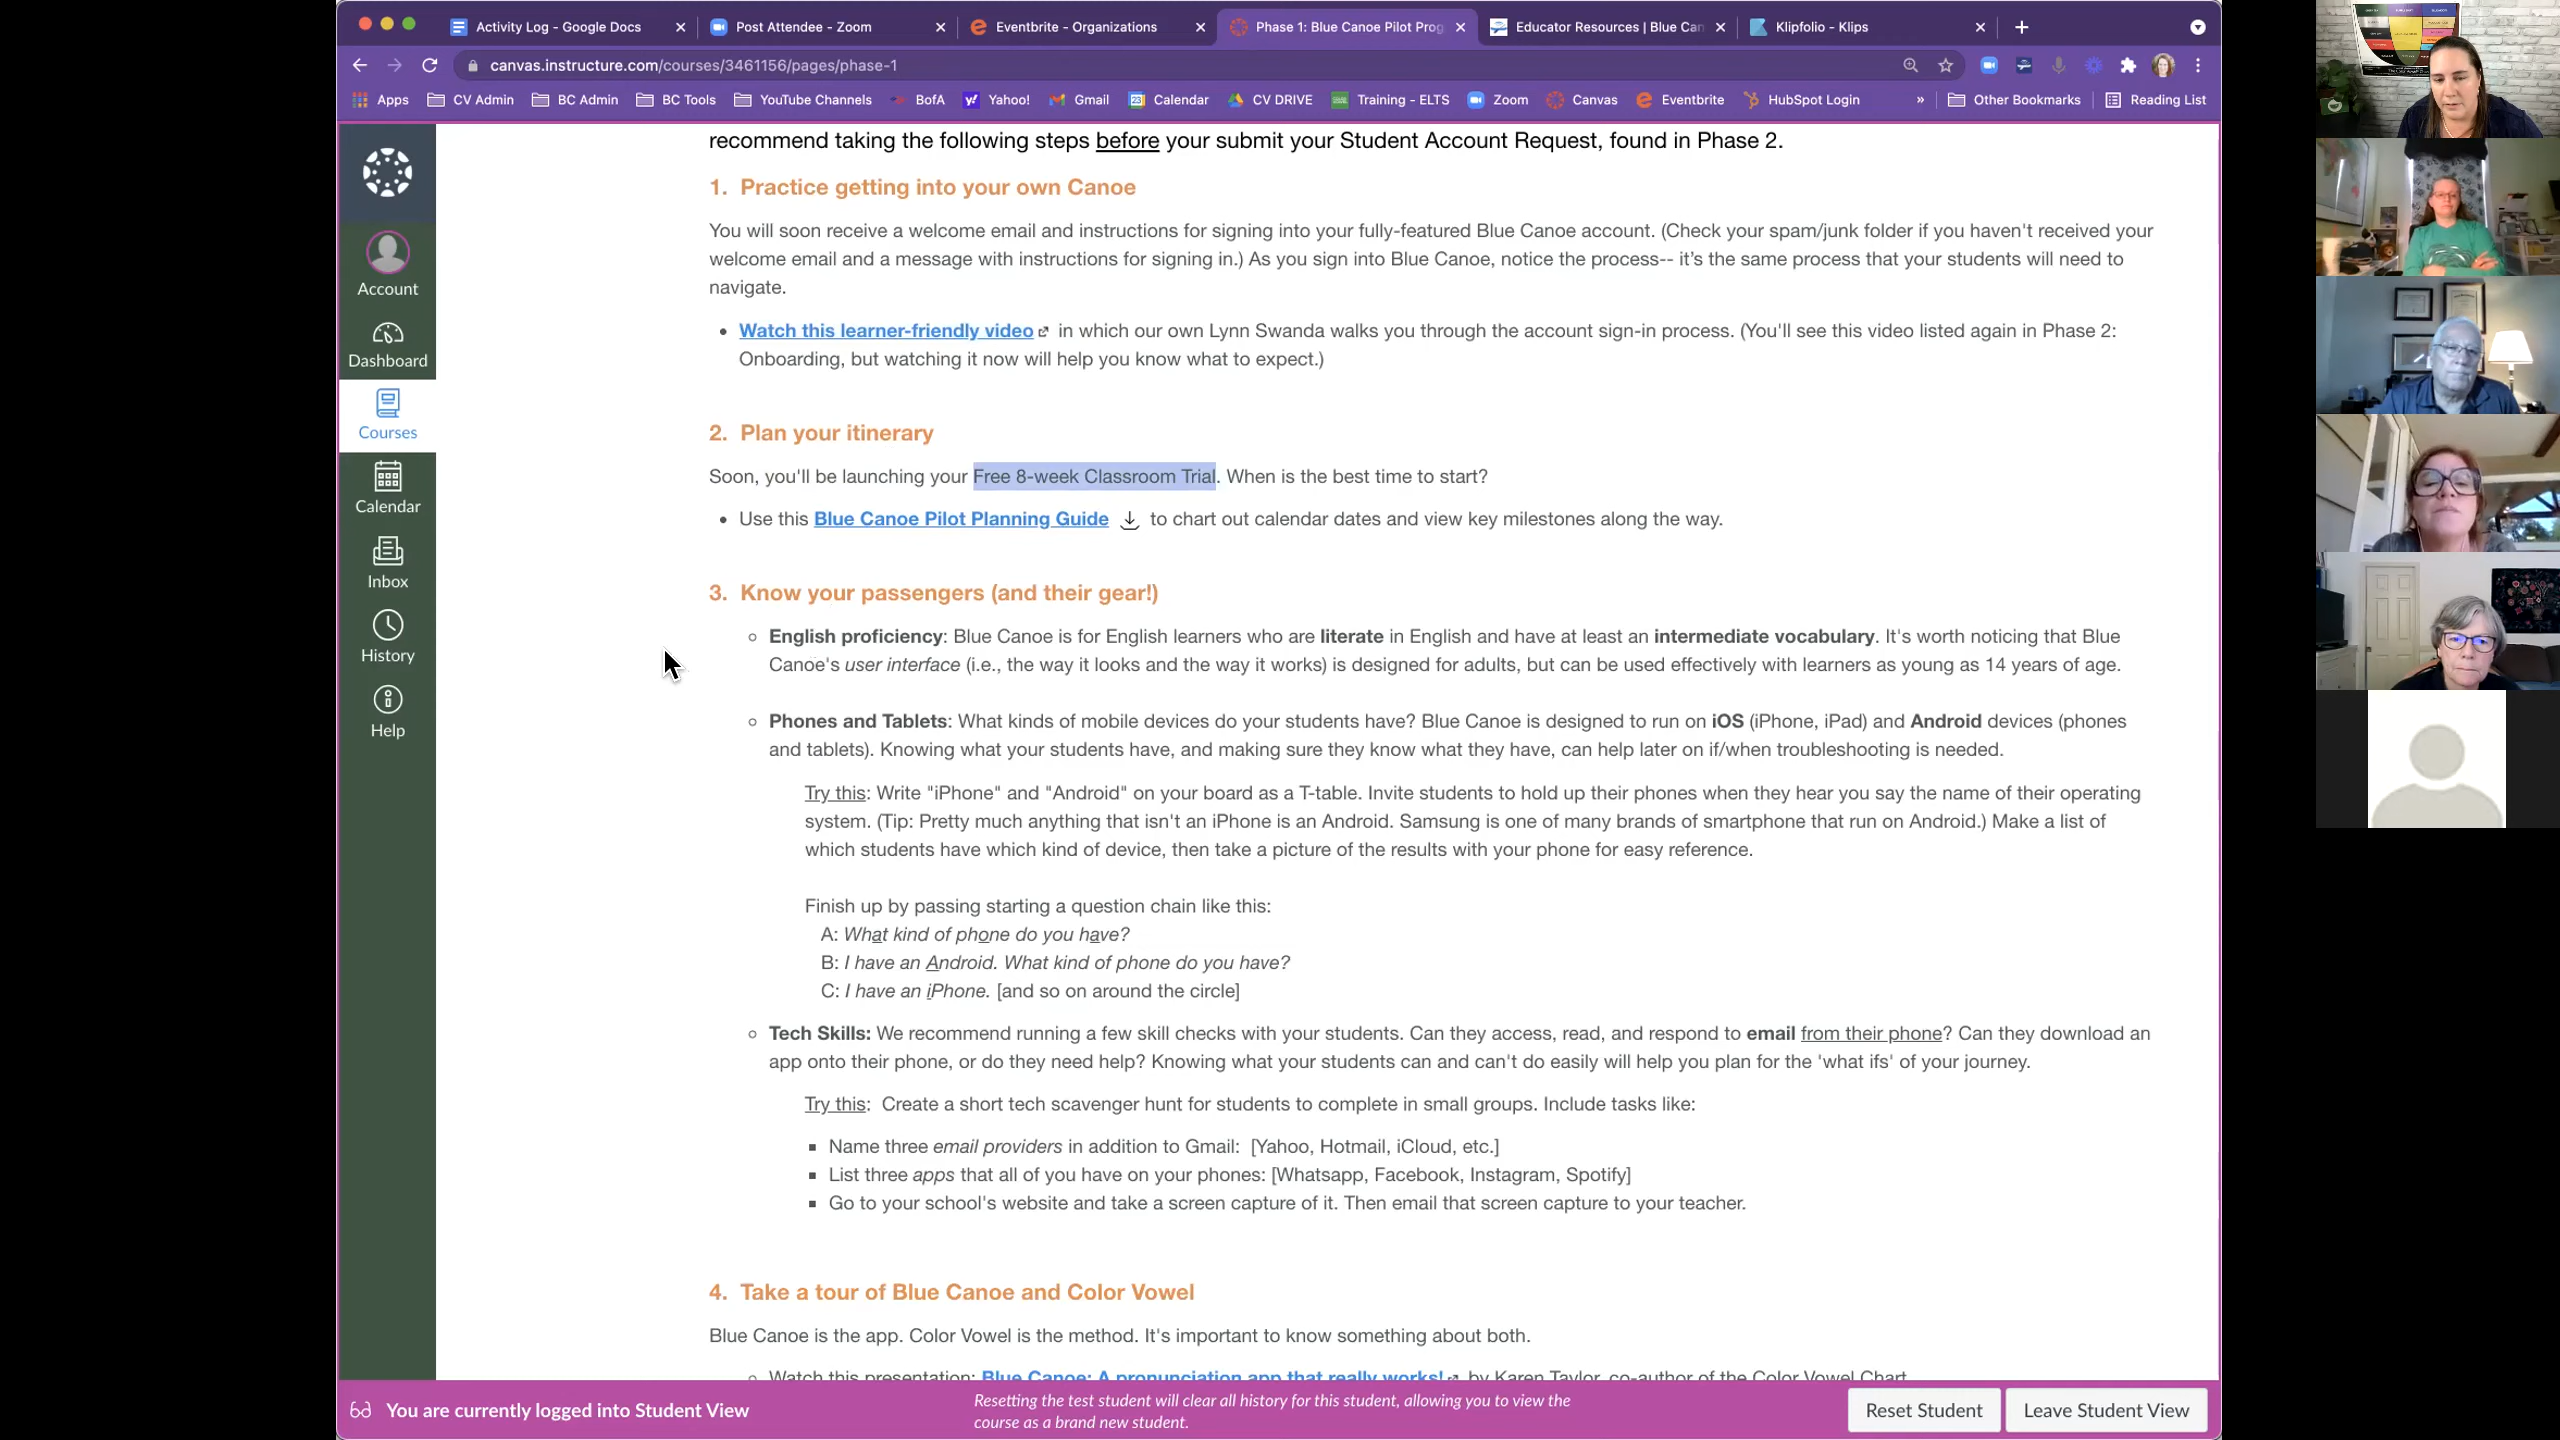 Activity Log - Google Docs
Post Attendee - Zoom
Eventbrite - Organizations
Phase 1: Blue Canoe Pilot Prog
Educator Resources | Blue Can
Klipfolio - Klips
canvas.instructure.com/courses/3461156/pages/phase-1
Apps CV Admin BC Admin BC Tools YouTube Channels BofA Yahoo! Gmail Calendar CV DRIVE Training - ELTS Zoom Canvas Eventbrite HubSpot Login » Other Bookmarks Reading List
Account
Dashboard
Courses
Calendar
Inbox
History
Help
recommend taking the following steps before your submit your Student Account Request, found in Phase 2.
1. Practice getting into your own Canoe
You will soon receive a welcome email and instructions for signing into your fully-featured Blue Canoe account. (Check your spam/junk folder if you haven't received your
welcome email and a message with instructions for signing in.) As you sign into Blue Canoe, notice the process-- it's the same process that your students will need to
navigate.
• Watch this learner-friendly video in which our own Lynn Swanda walks you through the account sign-in process. (You'll see this video listed again in Phase 2:
Onboarding, but watching it now will help you know what to expect.)
2. Plan your itinerary
Soon, you'll be launching your Free 8-week Classroom Trial. When is the best time to start?
• Use this Blue Canoe Pilot Planning Guide to chart out calendar dates and view key milestones along the way.
3. Know your passengers (and their gear!)
English proficiency: Blue Canoe is for English learners who are literate in English and have at least an intermediate vocabulary. It's worth noticing that Blue
Canoe's user interface (i.e., the way it looks and the way it works) is designed for adults, but can be used effectively with learners as young as 14 years of age.
Phones and Tablets: What kinds of mobile devices do your students have? Blue Canoe is designed to run on iOS (iPhone, iPad) and Android devices (phones
and tablets). Knowing what your students have, and making sure they know what they have, can help later on if/when troubleshooting is needed.
Try this: Write "iPhone" and "Android" on your board as a T-table. Invite students to hold up their phones when they hear you say the name of their operating
system. (Tip: Pretty much anything that isn't an iPhone is an Android. Samsung is one of many brands of smartphone that run on Android.) Make a list of
which students have which kind of device, then take a picture of the results with your phone for easy reference.
Finish up by passing starting a question chain like this:
A: What kind of phone do you have?
B: I have an Android. What kind of phone do you have?
C: I have an iPhone. [and so on around the circle]
Tech Skills: We recommend running a few skill checks with your students. Can they access, read, and respond to email from their phone? Can they download an
app onto their phone, or do they need help? Knowing what your students can and can't do easily will help you plan for the 'what ifs' of your journey.
Try this: Create a short tech scavenger hunt for students to complete in small groups. Include tasks like:
Name three email providers in addition to Gmail: [Yahoo, Hotmail, iCloud, etc.]
List three apps that all of you have on your phones: [Whatsapp, Facebook, Instagram, Spotify]
Go to your school's website and take a screen capture of it. Then email that screen capture to your teacher.
4. Take a tour of Blue Canoe and Color Vowel
Blue Canoe is the app. Color Vowel is the method. It's important to know something about both.
Watch this presentation: Blue Canoe: A pronunciation app that really works! by Karen Taylor, co-author of the Color Vowel Chart
You are currently logged into Student View
Resetting the test student will clear all history for this student, allowing you to view the
course as a brand new student.
Reset Student
Leave Student View